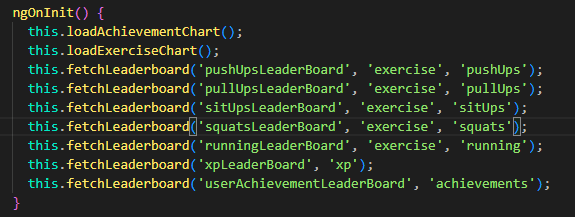 ngOnInit() {
this.loadAchievementChart();
this.loadExerciseChart();
this.fetchLeaderboard('pushUpsLeaderBoard', 'exercise', 'pushUps');
this.fetchLeaderboard('pullUpsLeaderBoard', 'exercise', 'pullUps');
this.fetchLeaderboard('sitUpsLeaderBoard', 'exercise', 'sitUps');
this.fetchLeaderboard('squatsLeaderBoard', 'exercise', 'squats');
this.fetchLeaderboard('runningLeaderBoard', 'exercise', 'running');
this.fetchLeaderboard('xpLeaderBoard', 'xp');
this.fetchLeaderboard('userAchievementLeaderBoard', 'achievements');
}